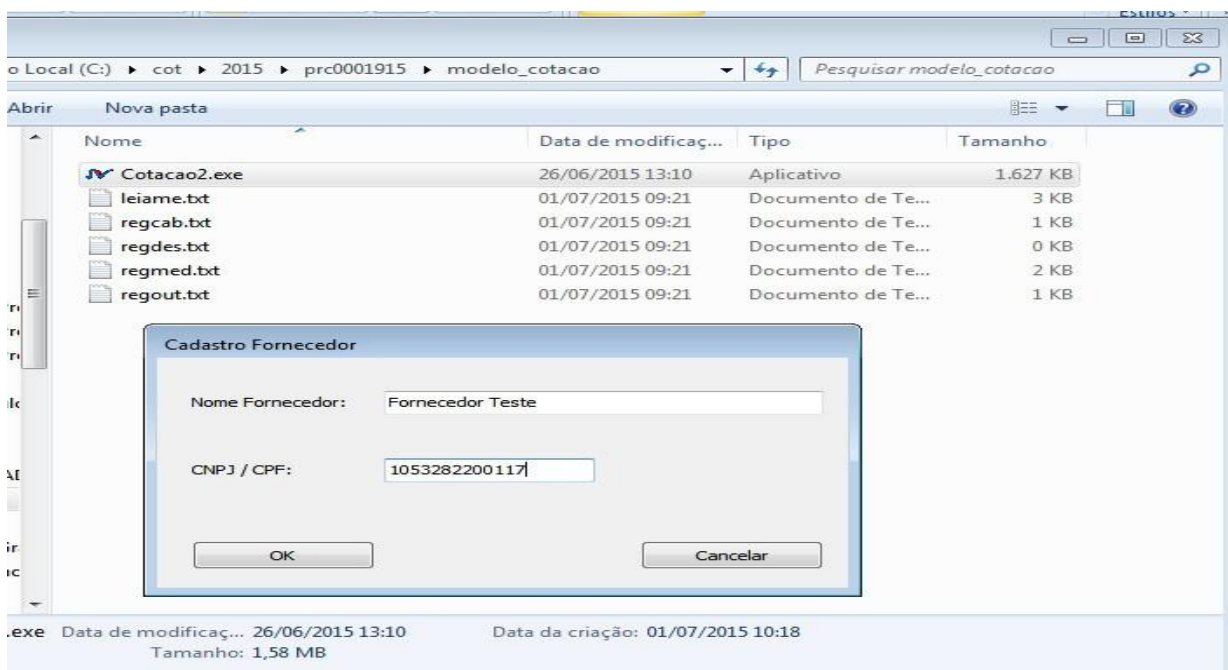 Estilos
o Local (C:) ▸ cot ▸ 2015 ▸ prc0001915 ▸ modelo_cotacao Pesquisar modelo_cotacao
Abrir Nova pasta
Nome Data de modificaç... Tipo Tamanho
Cotacao2.exe 26/06/2015 13:10 Aplicativo 1.627 KB
leiame.txt 01/07/2015 09:21 Documento de Te... 3 KB
regcab.txt 01/07/2015 09:21 Documento de Te... 1 KB
regdes.txt 01/07/2015 09:21 Documento de Te... 0 KB
regmed.txt 01/07/2015 09:21 Documento de Te... 2 KB
regout.txt 01/07/2015 09:21 Documento de Te... 1 KB
Cadastro Fornecedor
Nome Fornecedor: Fornecedor Teste
CNPJ / CPF: 1053282200117
OK Cancelar
.exe Data de modificaç... 26/06/2015 13:10 Data da criação: 01/07/2015 10:18
Tamanho: 1,58 MB